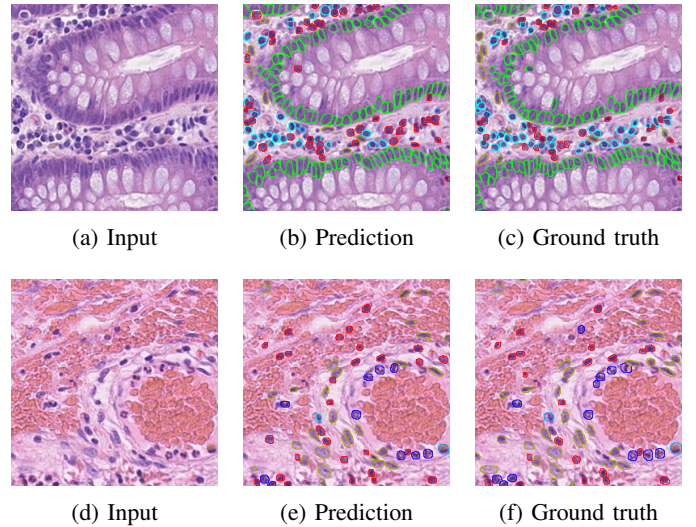 (a) Input
(b) Prediction
(c) Ground truth
(d) Input
(e) Prediction
(f) Ground truth